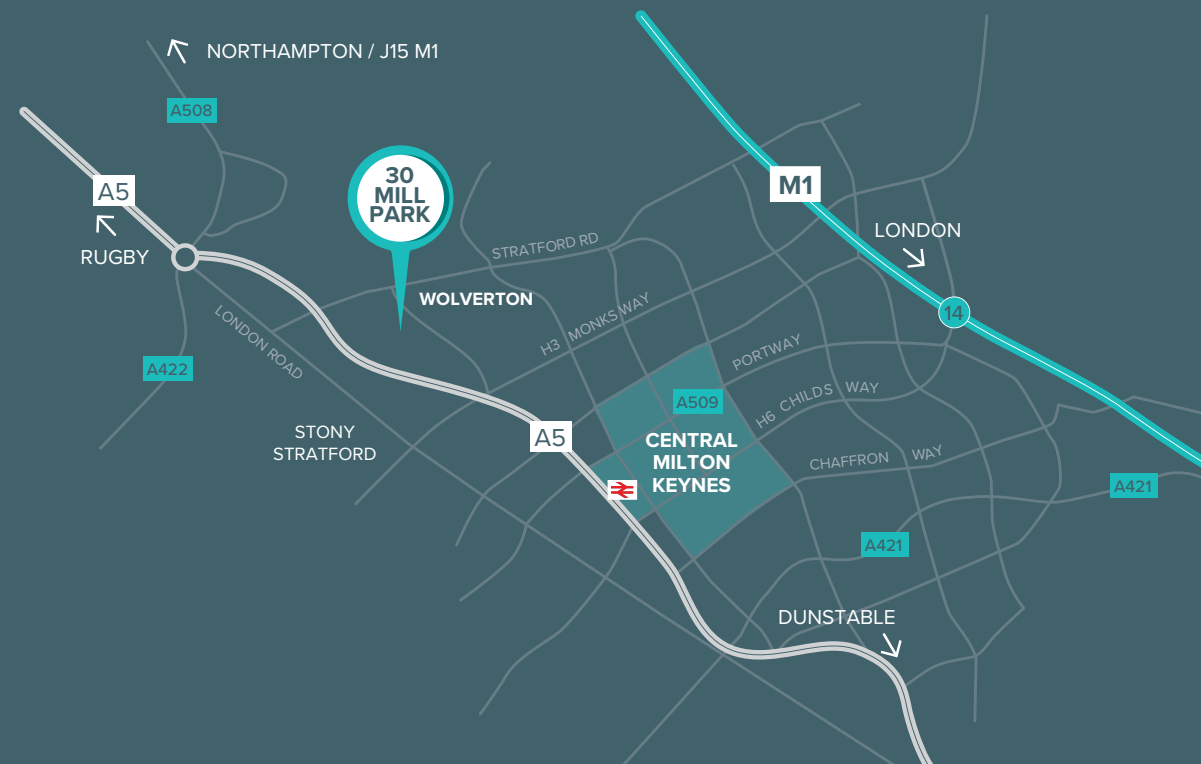 NORTHAMPTON / J15 M1
A508
A5
RUGBY
30
MILL
PARK
M1
LONDON
14
STRATFORD RD
WOLVERTON
H3 MONKS WAY
LONDON ROAD
A422
PORTWAY
A509
H6 CHILDS WAY
STONY
STRATFORD
A5
CENTRAL
MILTON
KEYNES
CHAFFRON WAY
A421
A421
DUNSTABLE